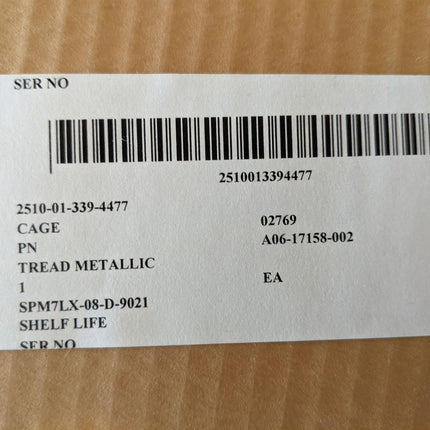 SER NO
2510013394477
2510-01-339-4477
CAGE 02769
PN A06-17158-002
TREAD METALLIC
1 EA
SPM7LX-08-D-9021
SHELF LIFE
SER NO